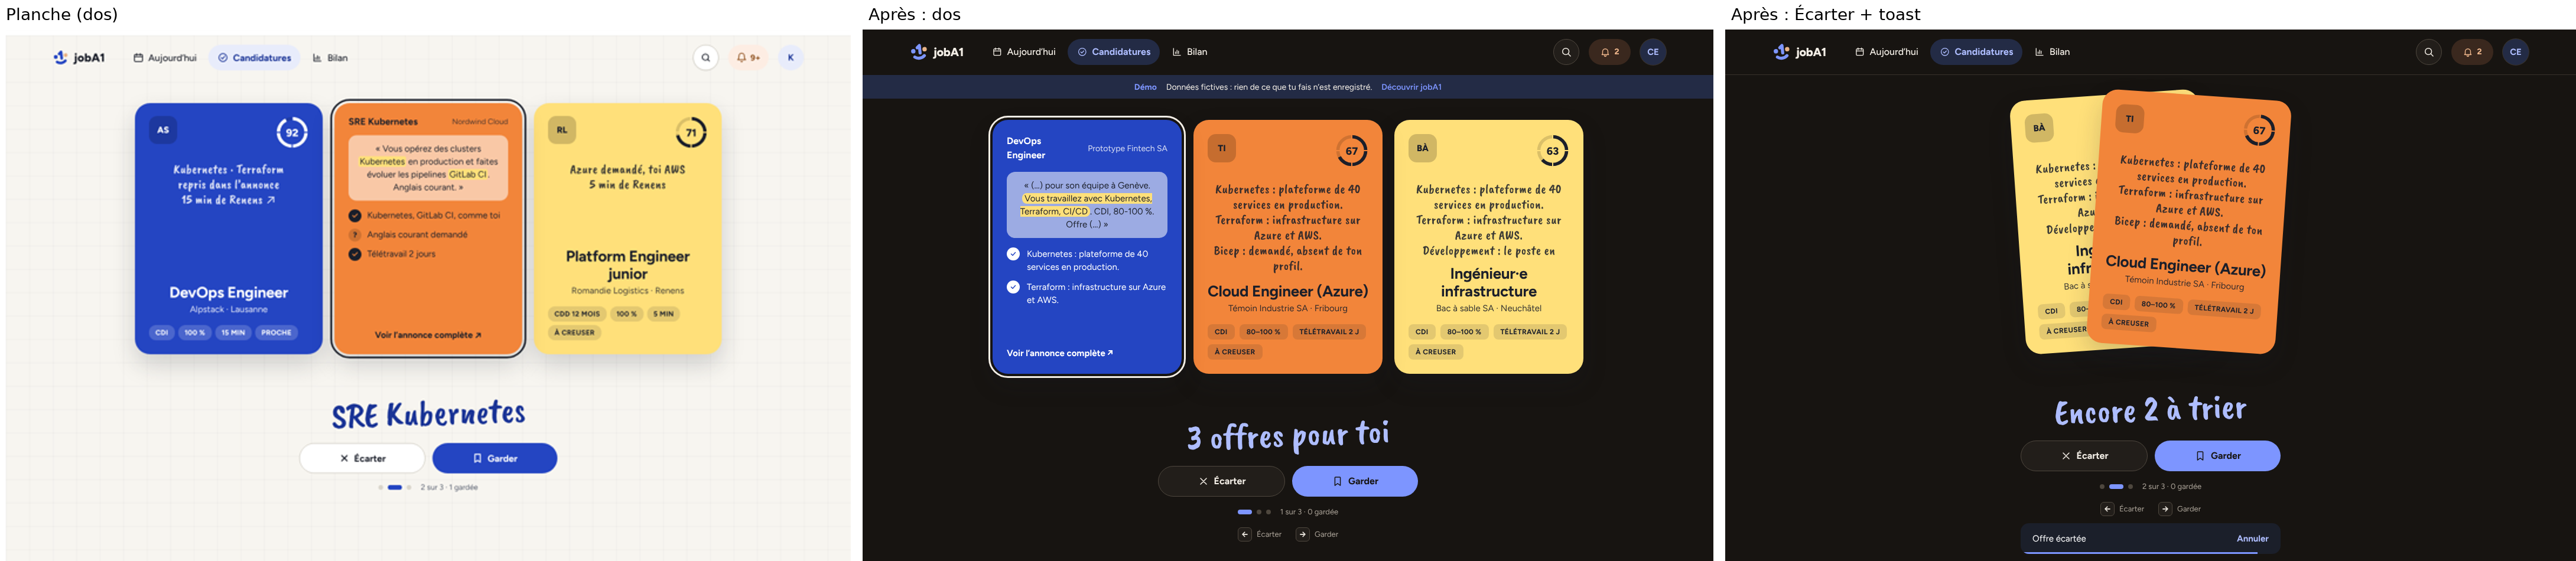 Planche (dos)
jobA1
Aujourd'hui
Candidatures
Bilan
9+
K
AS
92
Kubernetes · Terraform
repris dans l'annonce
15 min de Renens ↗
DevOps Engineer
Alpstack · Lausanne
CDI
100 %
15 MIN
PROCHE
SRE Kubernetes
Nordwind Cloud
« Vous opérez des clusters
Kubernetes en production et faites
évoluer les pipelines GitLab CI.
Anglais courant. »
Kubernetes, GitLab CI, comme toi
? Anglais courant demandé
Télétravail 2 jours
Voir l'annonce complète ↗
RL
71
Azure demandé, toi AWS
5 min de Renens
Platform Engineer
junior
Romandie Logistics · Renens
CDD 12 MOIS
100 %
5 MIN
À CREUSER
SRE Kubernetes
× Écarter
Garder
2 sur 3 · 1 gardée
Après : dos
jobA1
Aujourd'hui
Candidatures
Bilan
2
CE
Démo
Données fictives : rien de ce que tu fais n'est enregistré.
Découvrir jobA1
DevOps
Engineer
Prototype Fintech SA
« (...) pour son équipe à Genève.
Vous travaillez avec Kubernetes,
Terraform, CI/CD. CDI, 80-100 %.
Offre (...) »
Kubernetes : plateforme de 40
services en production.
Terraform : infrastructure sur Azure
et AWS.
Voir l'annonce complète ↗
TI
67
Kubernetes : plateforme de 40
services en production.
Terraform : infrastructure sur
Azure et AWS.
Bicep : demandé, absent de ton
profil.
Cloud Engineer (Azure)
Témoin Industrie SA · Fribourg
CDI
80–100 %
TÉLÉTRAVAIL 2 J
À CREUSER
BÀ
63
Kubernetes : plateforme de 40
services en production.
Terraform : infrastructure sur
Azure et AWS.
Développement : le poste en
Ingénieur·e
infrastructure
Bac à sable SA · Neuchâtel
CDI
80–100 %
TÉLÉTRAVAIL 2 J
À CREUSER
3 offres pour toi
× Écarter
Garder
1 sur 3 · 0 gardée
← Écarter
→ Garder
Après : Écarter + toast
jobA1
Aujourd'hui
Candidatures
Bilan
2
CE
BÀ
Kubernetes :
services e
Terraform :
Azu
Développe
Ing
infr
Bac à s
CDI
80–
À CREUSER
TI
67
Kubernetes : plateforme de 40
services en production.
Terraform : infrastructure sur
Azure et AWS.
Bicep : demandé, absent de ton
profil.
Cloud Engineer (Azure)
Témoin Industrie SA · Fribourg
CDI
80–100 %
TÉLÉTRAVAIL 2 J
À CREUSER
Encore 2 à trier
× Écarter
Garder
2 sur 3 · 0 gardée
← Écarter
→ Garder
Offre écartée
Annuler